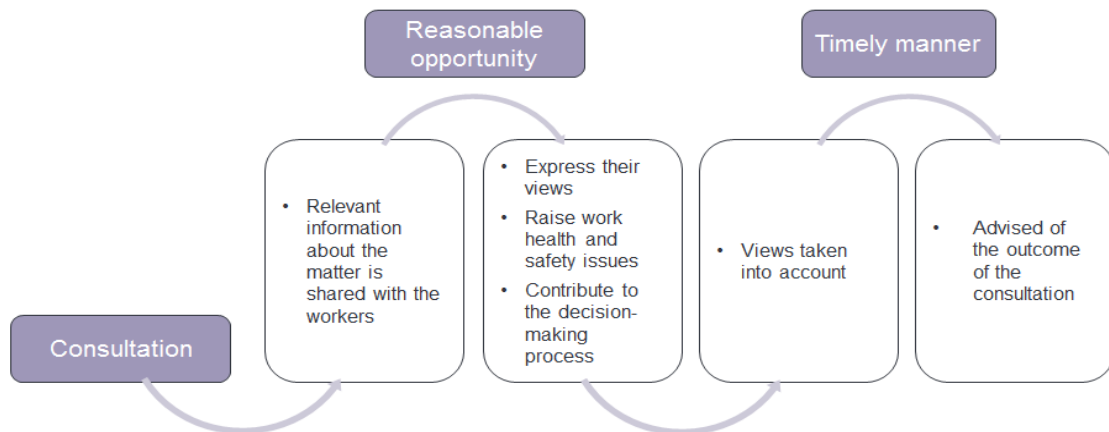 Reasonable
opportunity
Timely manner
Consultation
• Relevant
information
about the
matter is
shared with the
workers
• Express their
views
• Raise work
health and
safety issues
• Contribute to
the decision-
making
process
• Views taken
into account
• Advised of
the outcome
of the
consultation